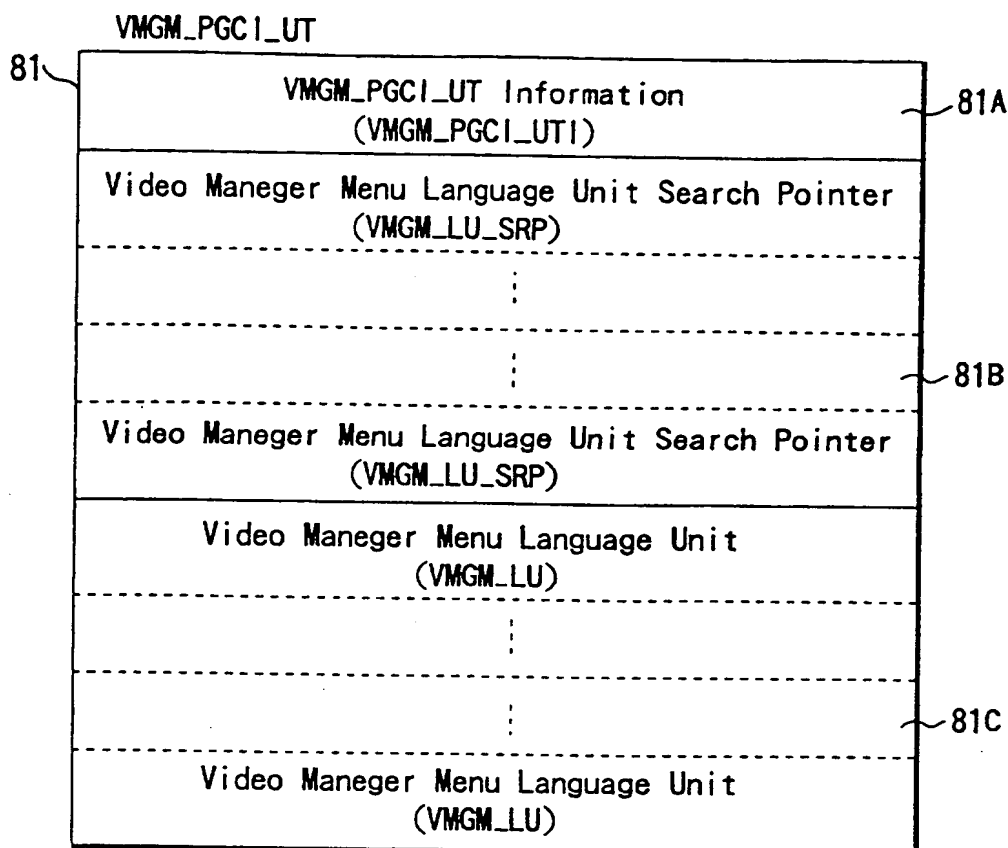 VMGM_PGCI_UT
81
VMGM_PGCI_UT Information
(VMGM_PGCI_UTI)
81A
Video Maneger Menu Language Unit Search Pointer
(VMGM_LU_SRP)
81B
Video Maneger Menu Language Unit Search Pointer
(VMGM_LU_SRP)
Video Maneger Menu Language Unit
(VMGM_LU)
81C
Video Maneger Menu Language Unit
(VMGM_LU)